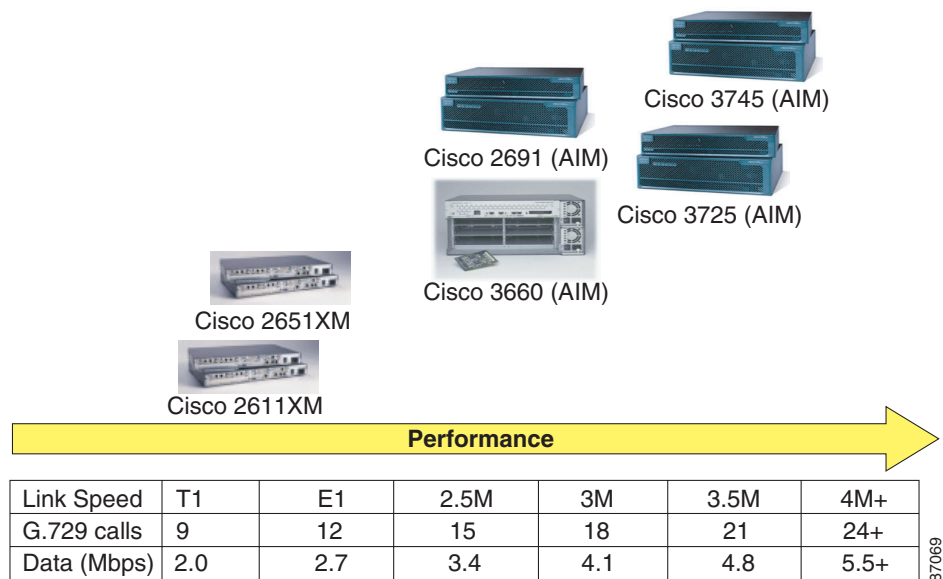 Cisco 3745 (AIM)
Cisco 2691 (AIM)
Cisco 3725 (AIM)
Cisco 3660 (AIM)
Cisco 2651XM
Cisco 2611XM
Performance
Link Speed T1 E1 2.5M 3M 3.5M 4M+
G.729 calls 9 12 15 18 21 24+
Data (Mbps) 2.0 2.7 3.4 4.1 4.8 5.5+